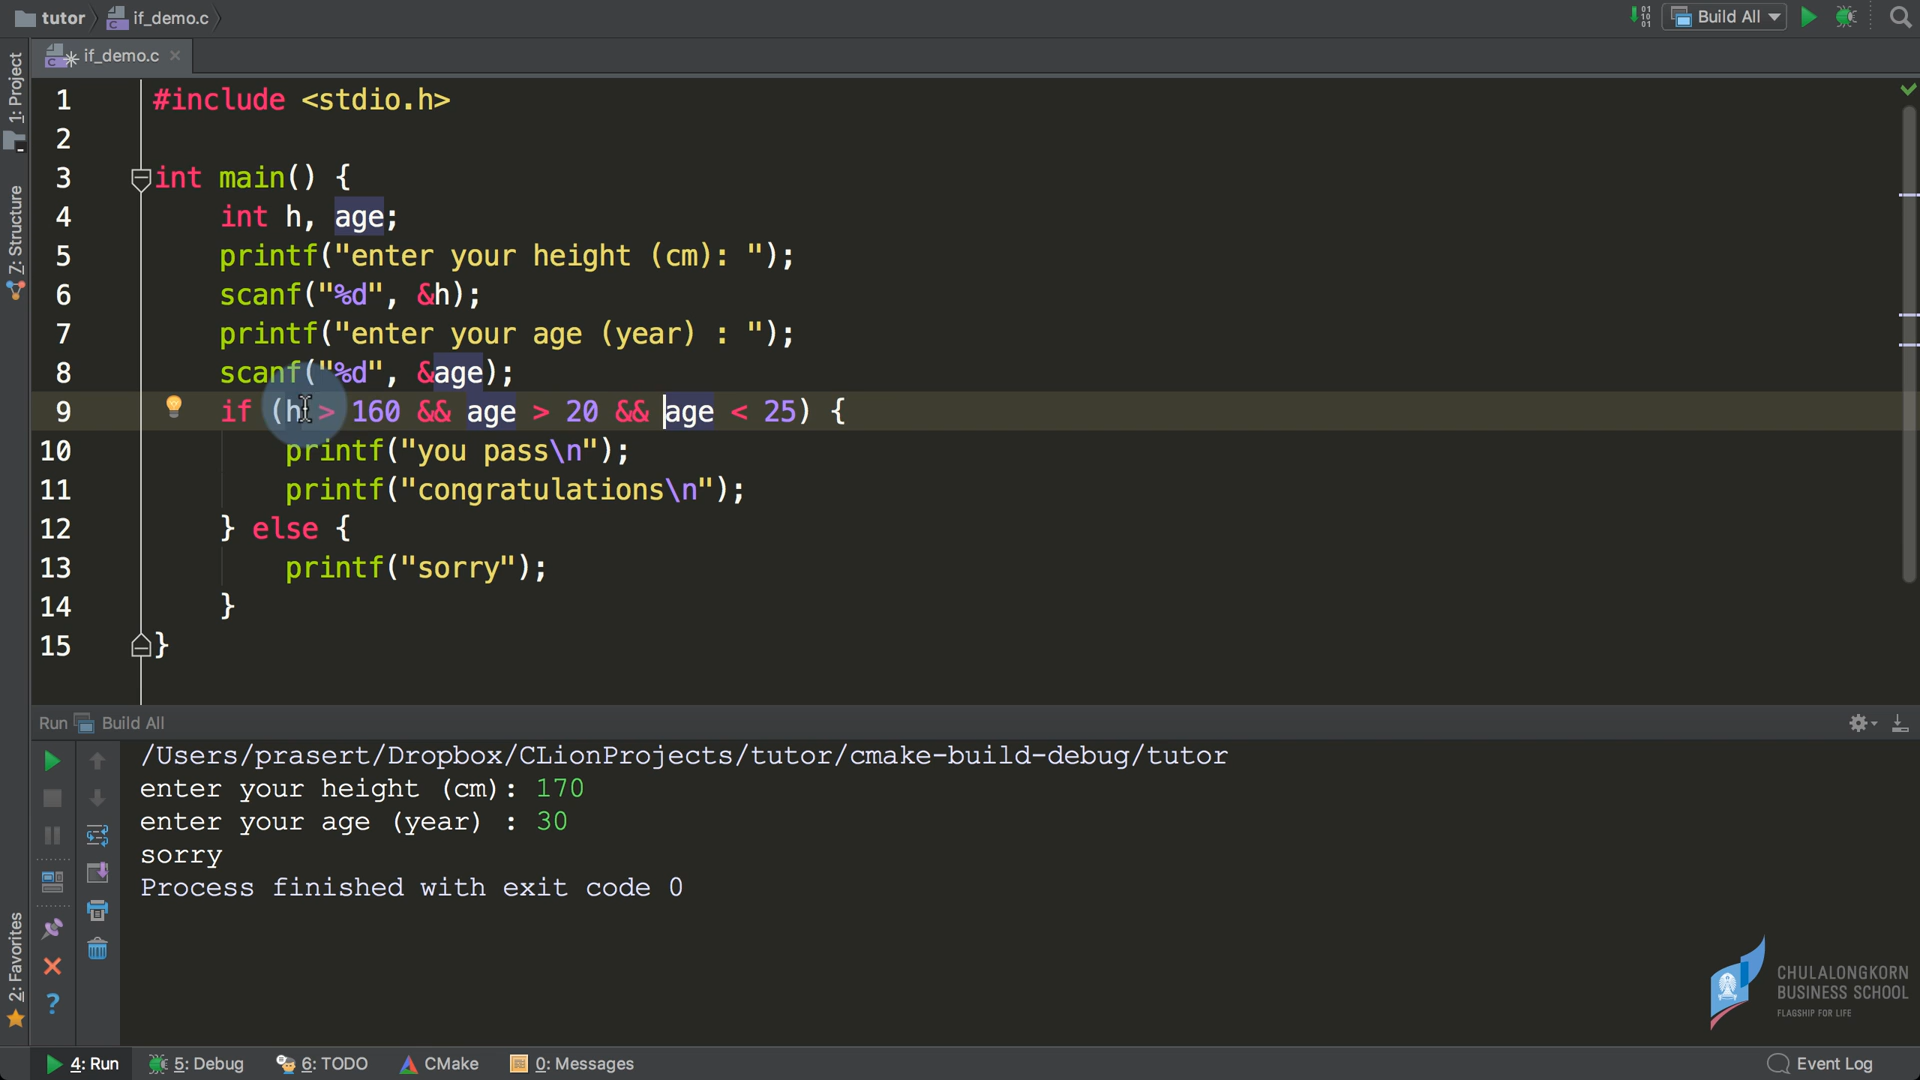 tutor if_demo.c Build All
if_demo.c
1: Project
7: Structure
2: Favorites
1 #include <stdio.h>
2
3 int main() {
4 int h, age;
5 printf("enter your height (cm): ");
6 scanf("%d", &h);
7 printf("enter your age (year) : ");
8 scanf("%d", &age);
9 if (h > 160 && age > 20 && age < 25) {
10 printf("you pass\n");
11 printf("congratulations\n");
12 } else {
13 printf("sorry");
14 }
15 }
Run Build All
/Users/prasert/Dropbox/CLionProjects/tutor/cmake-build-debug/tutor
enter your height (cm): 170
enter your age (year) : 30
sorry
Process finished with exit code 0
CHULALONGKORN
BUSINESS SCHOOL
FLAGSHIP FOR LIFE
4: Run 5: Debug 6: TODO CMake 0: Messages Event Log